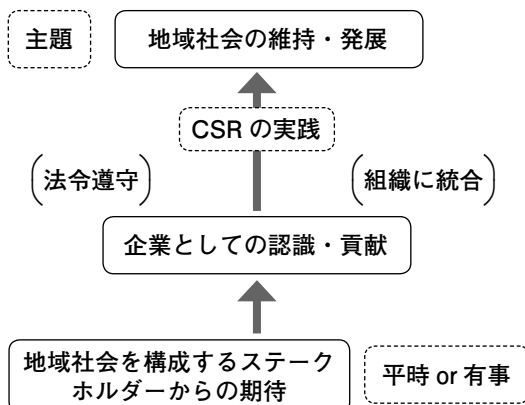 主題
地域社会の維持・発展
CSR の実践
(法令遵守)
(組織に統合)
企業としての認識・貢献
地域社会を構成するステーク
ホルダーからの期待
平時 or 有事